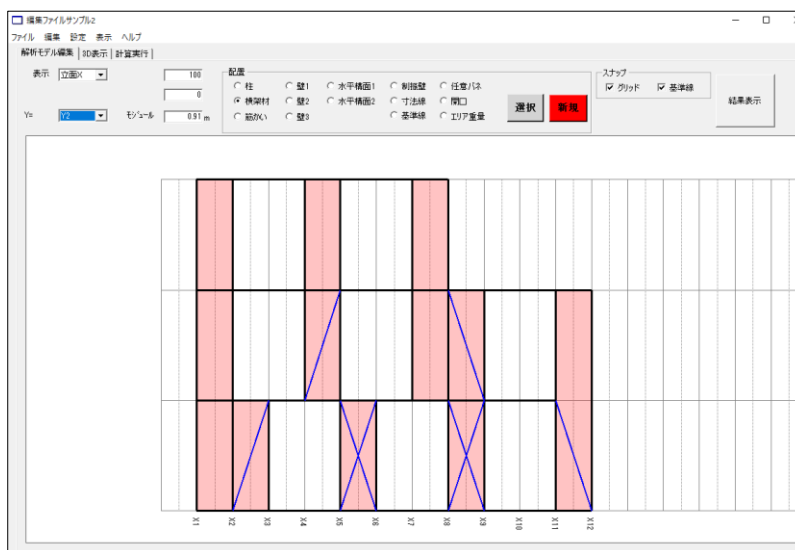 編集ファイルサンプル2
ファイル 編集 設定 表示 ヘルプ
解析モデル編集 3D表示 計算実行
表示 立面X 100
0
Y= Y2 モジュール 0.91 m
配置
柱 壁1 水平構面1 制振壁 任意バネ
横架材 壁2 水平構面2 寸法線 開口
筋かい 壁3 基準線 エリア重量
選択 新規
スナップ
グリッド 基準線
結果表示
X1 X2 X3 X4 X5 X6 X7 X8 X9 X10 X11 X12